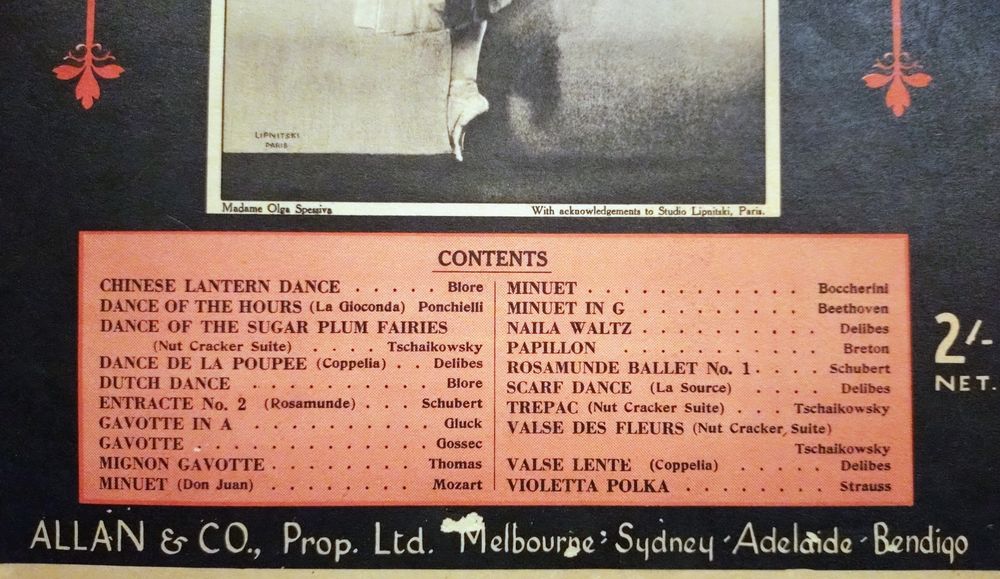 LIPNITSKI
PARIS
Madame Olga Spessiva
With acknowledgements to Studio Lipnitski, Paris.
CONTENTS
CHINESE LANTERN DANCE . . . . . Blore
DANCE OF THE HOURS (La Gioconda) Ponchielli
DANCE OF THE SUGAR PLUM FAIRIES
(Nut Cracker Suite) . . . . Tschaikowsky
DANCE DE LA POUPEE (Coppelia) . . Delibes
DUTCH DANCE . . . . . . . . . Blore
ENTRACTE No. 2 (Rosamunde) . . . Schubert
GAVOTTE IN A . . . . . . . . . Gluck
GAVOTTE . . . . . . . . . . . Gossec
MIGNON GAVOTTE . . . . . . . . Thomas
MINUET (Don Juan) . . . . . . . Mozart
MINUET . . . . . . . . . . . . Boccherini
MINUET IN G . . . . . . . . . Beethoven
NAILA WALTZ . . . . . . . . . Delibes
PAPILLON . . . . . . . . . . Breton
ROSAMUNDE BALLET No. 1 . . . . Schubert
SCARF DANCE (La Source) . . . . Delibes
TREPAC (Nut Cracker Suite) . . . Tschaikowsky
VALSE DES FLEURS (Nut Cracker Suite)
Tschaikowsky
VALSE LENTE (Coppelia) . . . . . Delibes
VIOLETTA POLKA . . . . . . . . Strauss
2/-
NET.
ALLAN & CO., Prop. Ltd. Melbourne · Sydney · Adelaide · Bendigo